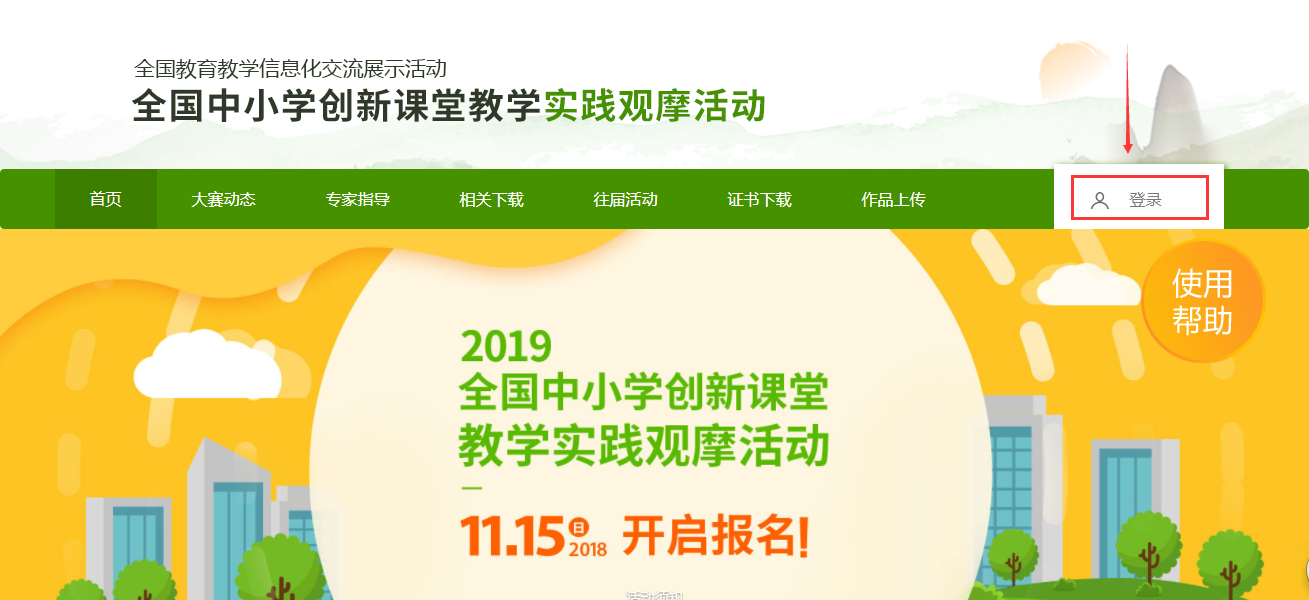 全国教育教学信息化交流展示活动
全国中小学创新课堂教学实践观摩活动
首页 大赛动态 专家指导 相关下载 往届活动 证书下载 作品上传 登录
使用
帮助
2019
全国中小学创新课堂
教学实践观摩活动
11.15日 2018 开启报名!
活动须知